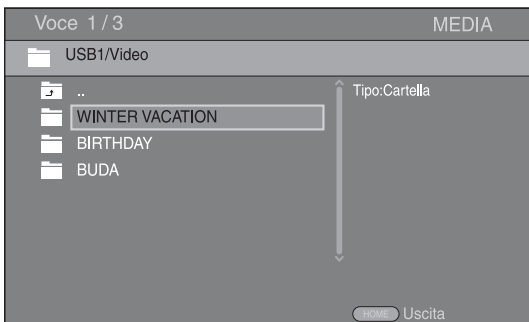 Voce 1 / 3 MEDIA
USB1/Video
.. Tipo:Cartella
WINTER VACATION
BIRTHDAY
BUDA
HOME Uscita